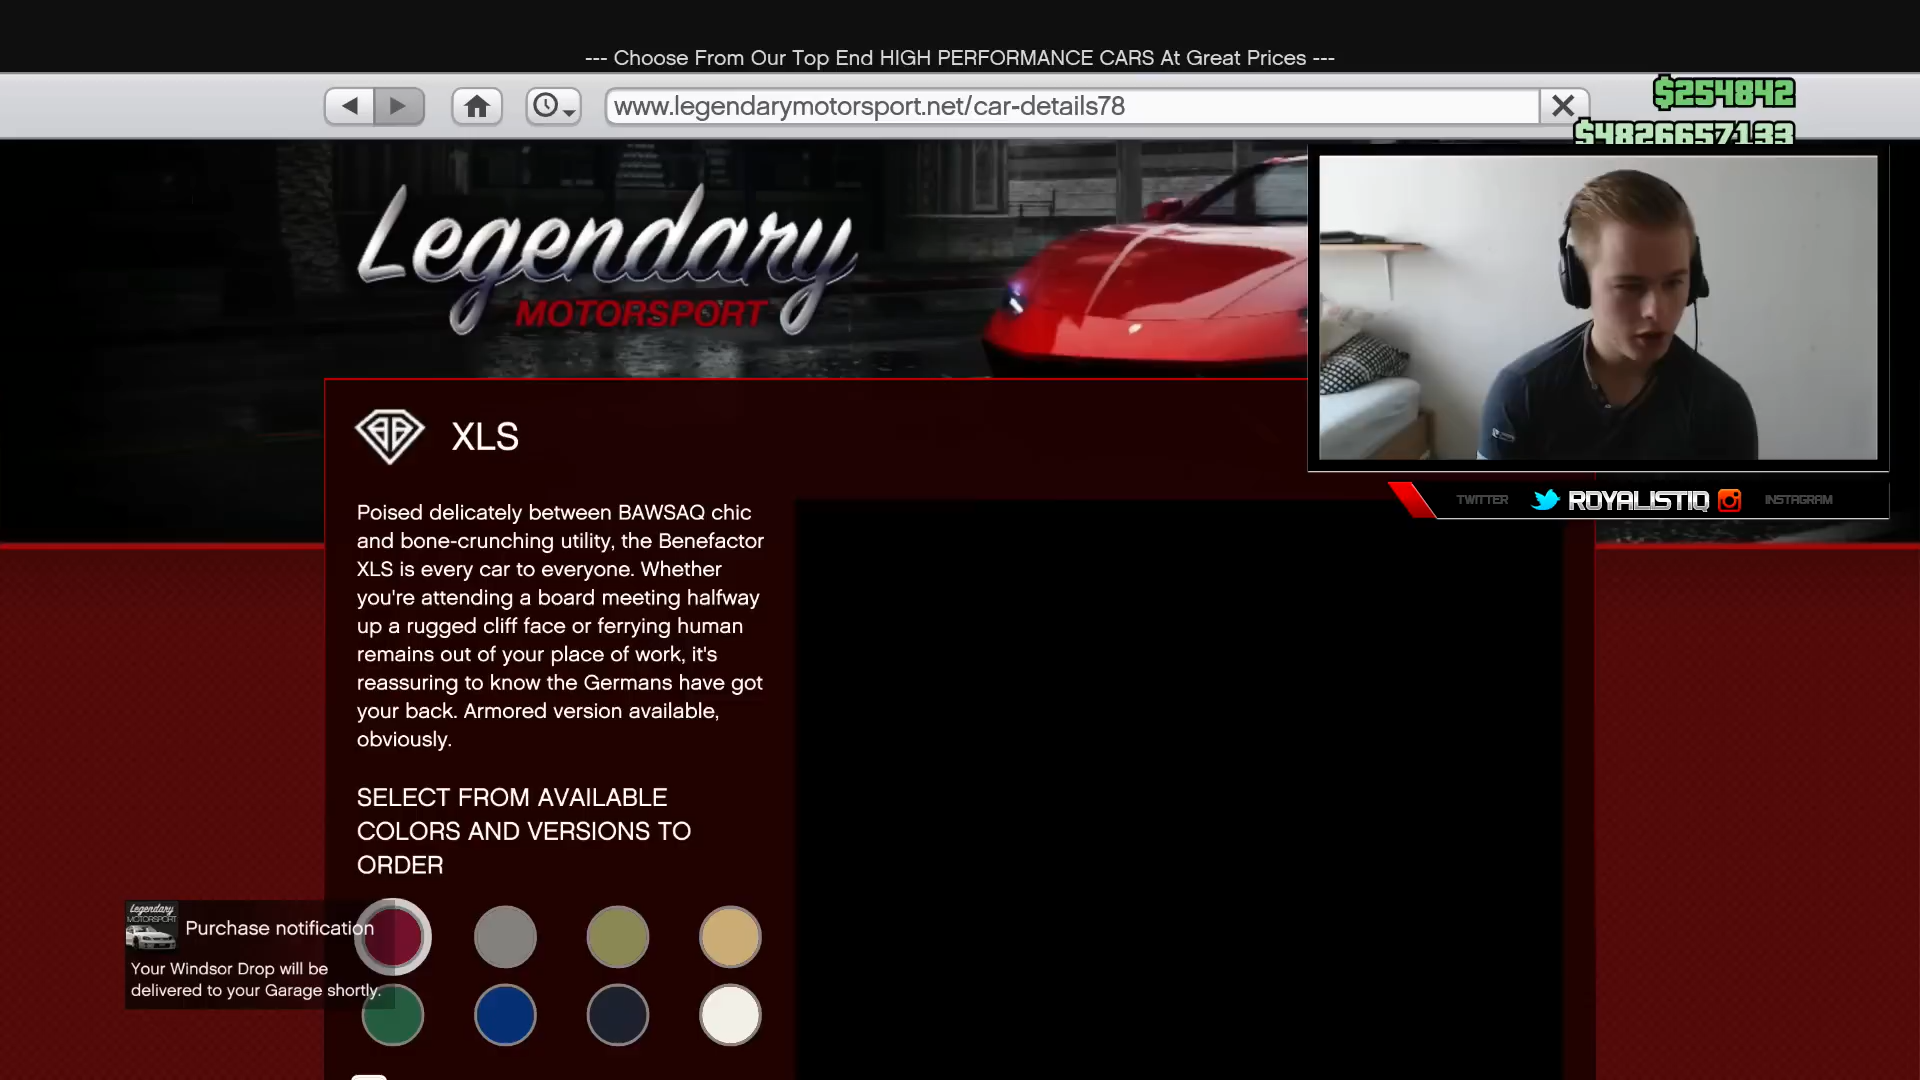 --- Choose From Our Top End HIGH PERFORMANCE CARS At Great Prices ---
www.legendarymotorsport.net/car-details78
$254842
$4826657133
Legendary
MOTORSPORT
XLS
TWITTER ROYALISTIQ INSTAGRAM
Poised delicately between BAWSAQ chic
and bone-crunching utility, the Benefactor
XLS is every car to everyone. Whether
you're attending a board meeting halfway
up a rugged cliff face or ferrying human
remains out of your place of work, it's
reassuring to know the Germans have got
your back. Armored version available,
obviously.
SELECT FROM AVAILABLE
COLORS AND VERSIONS TO
ORDER
Legendary
MOTORSPORT
Purchase notification
Your Windsor Drop will be
delivered to your Garage shortly.